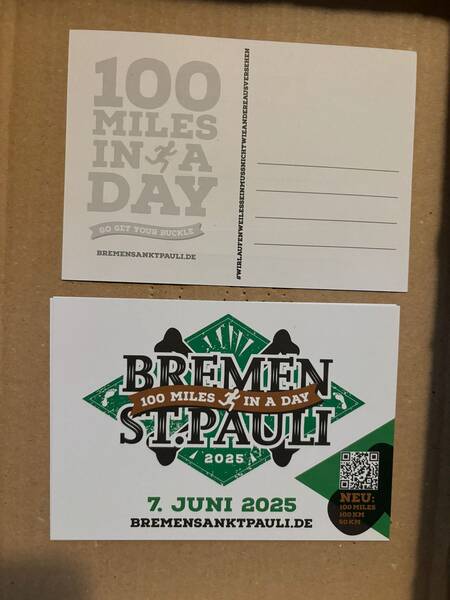 100
MILES
IN A
DAY
GO GET YOUR BUCKLE
BREMENSANKTPAULI.DE
#WIRLAUFENWEILESSEINMUSSNICHTWIEANDEREAUSVERSEHEN
BREMEN
100 MILES IN A DAY
ST.PAULI
2025
7. JUNI 2025
BREMENSANKTPAULI.DE
NEU:
100 MILES
100 KM
50 KM